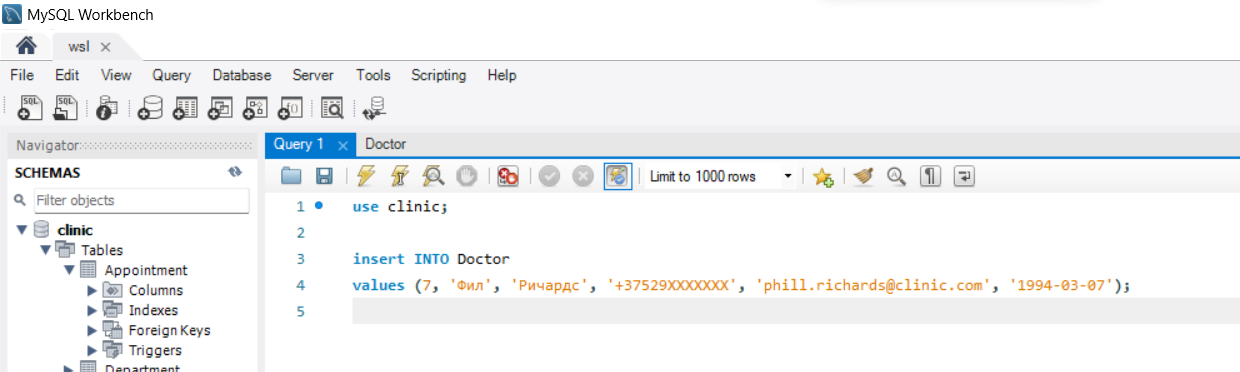 MySQL Workbench
wsl
File Edit View Query Database Server Tools Scripting Help
Navigator
Query 1 Doctor
SCHEMAS
Limit to 1000 rows
Filter objects
clinic
Tables
Appointment
Columns
Indexes
Foreign Keys
Triggers
Department
1 use clinic;
2
3 insert INTO Doctor
4 values (7, 'Фил', 'Ричардс', '+37529XXXXXXX', 'phill.richards@clinic.com', '1994-03-07');
5